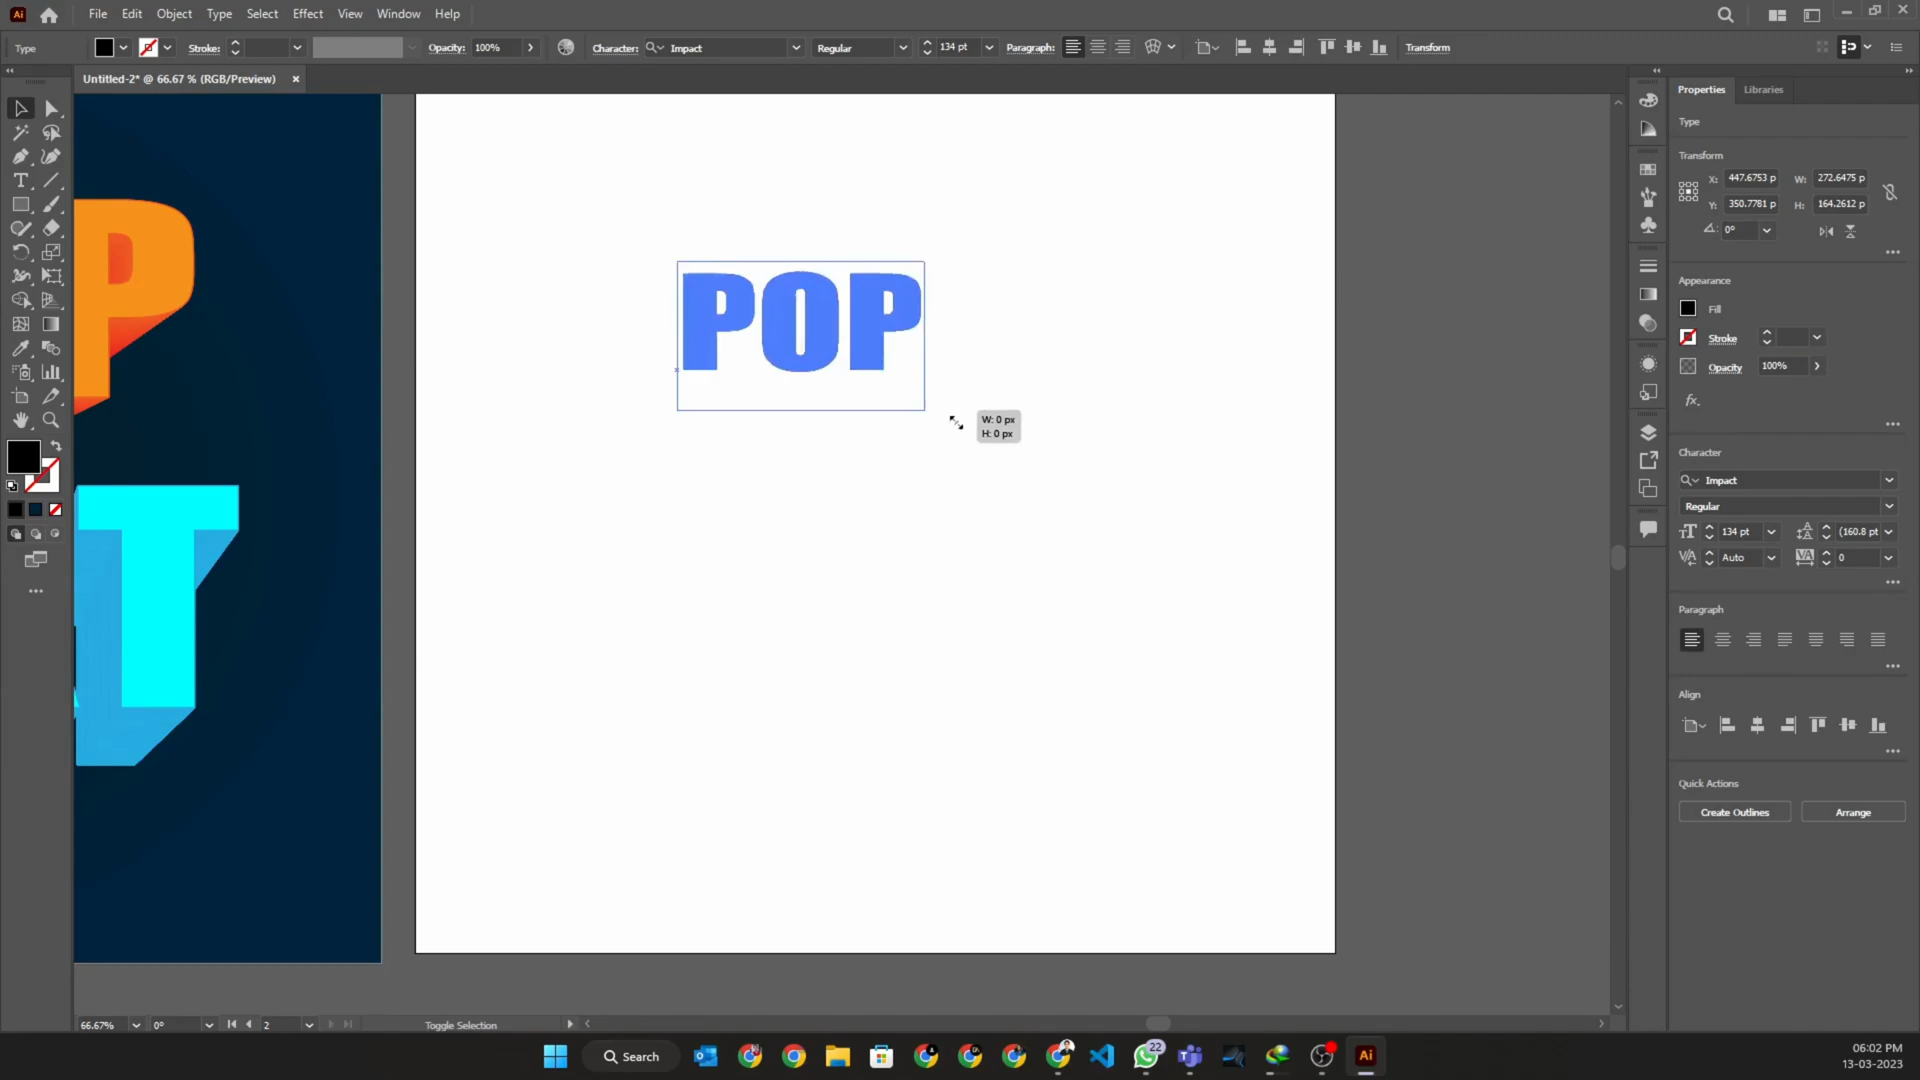 Ai
File Edit Object Type Select Effect View Window Help
Type Stroke: Opacity: 100% Character: Impact Regular 134 pt Paragraph: Transform
Untitled-2* @ 66.67 % (RGB/Preview) ×
Properties Libraries
Type
Transform
X: 447.6753 p W: 272.6475 p
Y: 350.7781 p H: 164.2612 p
0°
Appearance
Fill
Stroke
Opacity 100%
fx.
Character
Impact
Regular
134 pt (160.8 pt
Auto 0
Paragraph
Align
Quick Actions
Create Outlines Arrange
P
T
POP
W: 0 px
H: 0 px
66.67% 0° 2 Toggle Selection
Search
22
Ai
06:02 PM
13-03-2023